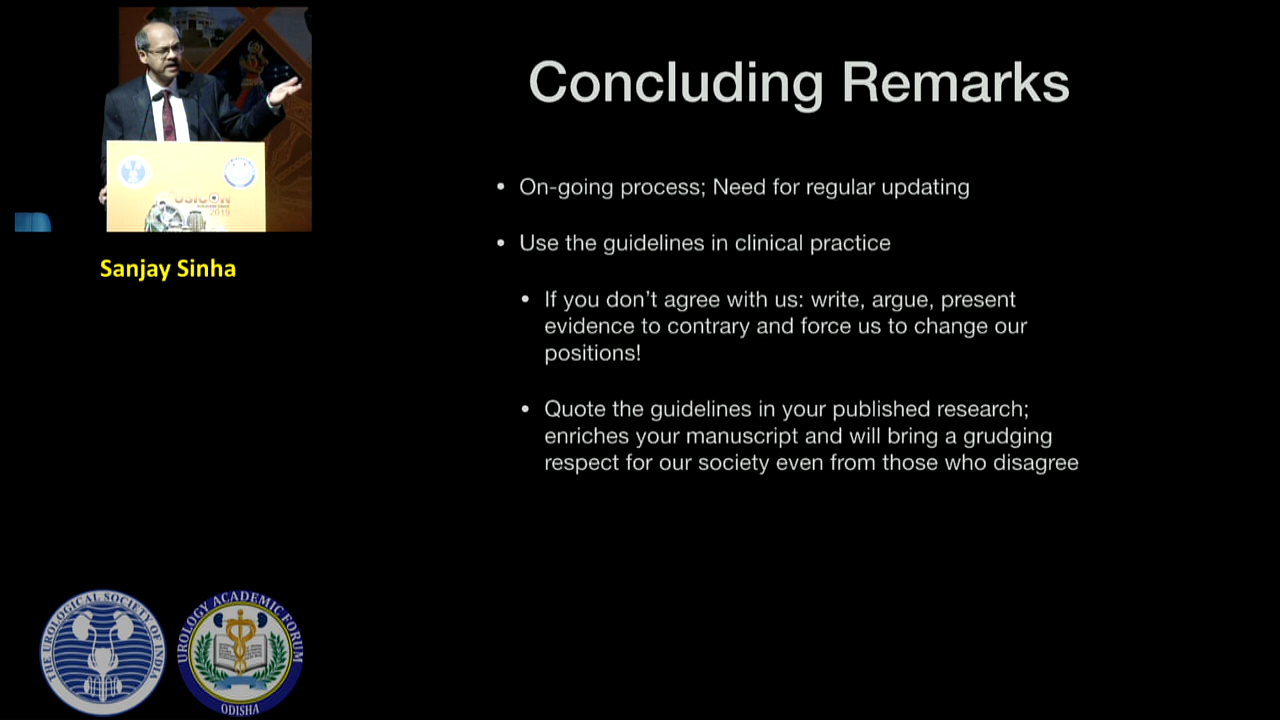 Concluding Remarks
• On-going process; Need for regular updating
• Use the guidelines in clinical practice
• If you don’t agree with us: write, argue, present
evidence to contrary and force us to change our
positions!
• Quote the guidelines in your published research;
enriches your manuscript and will bring a grudging
respect for our society even from those who disagree
USICON
2019
Sanjay Sinha
THE UROLOGICAL SOCIETY OF INDIA
UROLOGY ACADEMIC FORUM
ODISHA